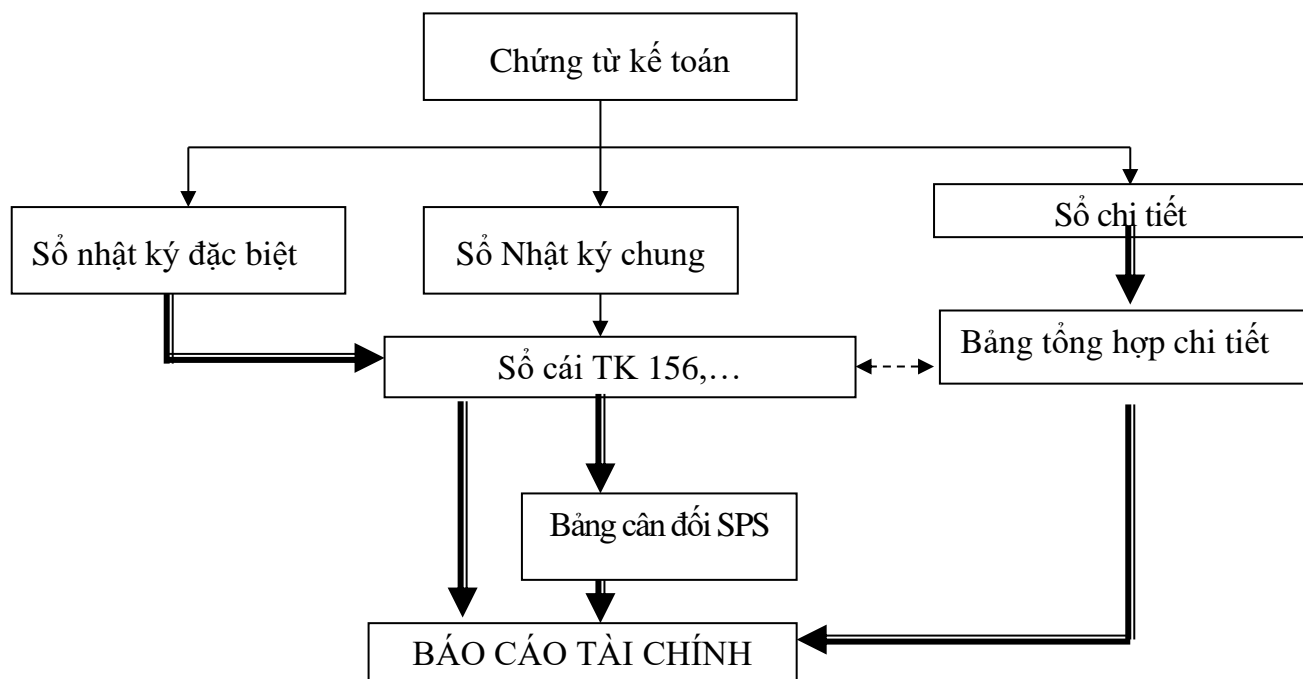 Chứng từ kế toán
Sổ nhật ký đặc biệt
Sổ Nhật ký chung
Sổ chi tiết
Bảng tổng hợp chi tiết
Sổ cái TK 156,…
Bảng cân đối SPS
BÁO CÁO TÀI CHÍNH